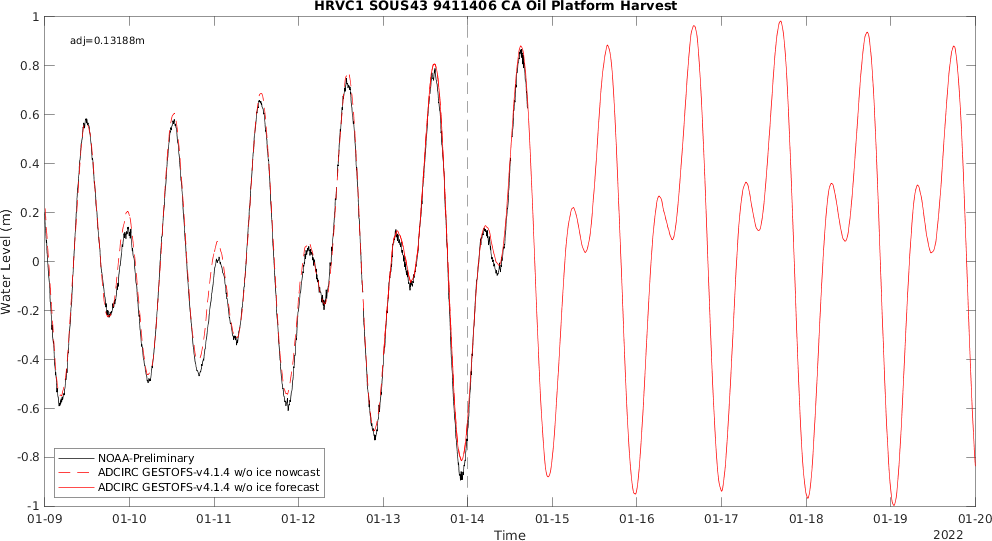 HRVC1 SOUS43 9411406 CA Oil Platform Harvest
adj=0.13188m
1
0.8
0.6
0.4
0.2
0
-0.2
-0.4
-0.6
-0.8
-1
Water Level (m)
NOAA-Preliminary
ADCIRC GESTOFS-v4.1.4 w/o ice nowcast
ADCIRC GESTOFS-v4.1.4 w/o ice forecast
01-09 01-10 01-11 01-12 01-13 01-14 01-15 01-16 01-17 01-18 01-19 01-20
Time
2022